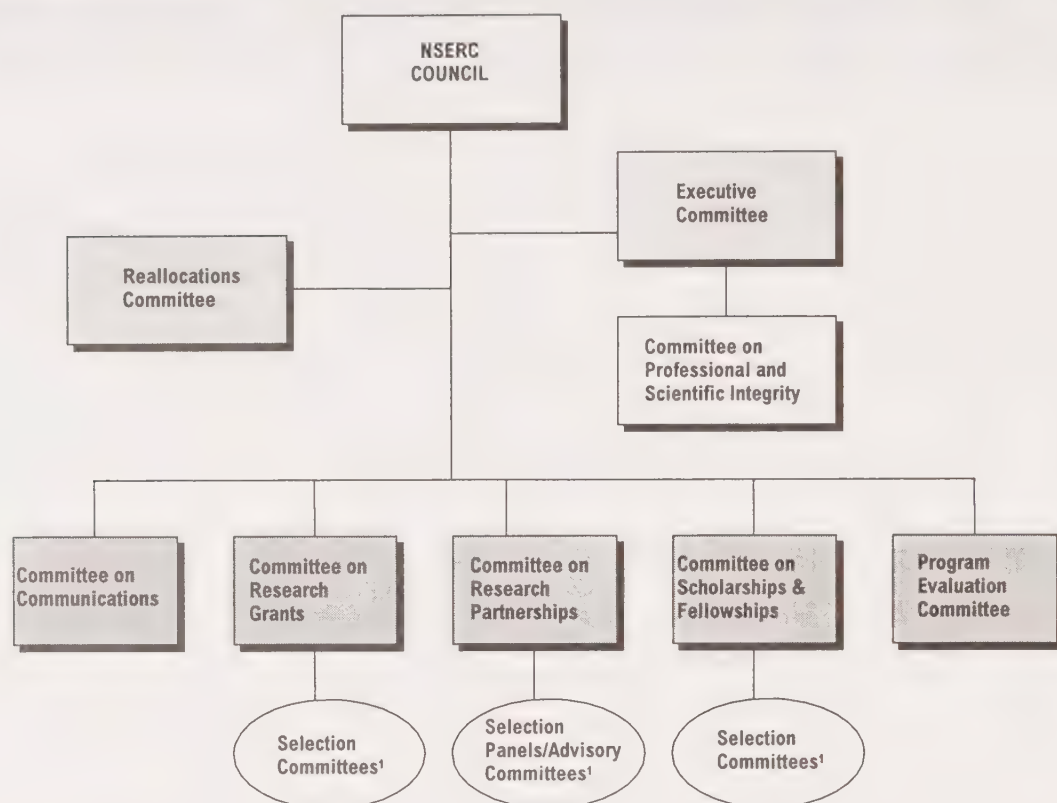 NSERC
COUNCIL
Executive
Committee
Reallocations
Committee
Committee on
Professional and
Scientific Integrity
Committee on
Communications
Committee on
Research
Grants
Committee on
Research
Partnerships
Committee on
Scholarships &
Fellowships
Program
Evaluation
Committee
Selection
Committees¹
Selection
Panels/Advisory
Committees¹
Selection
Committees¹